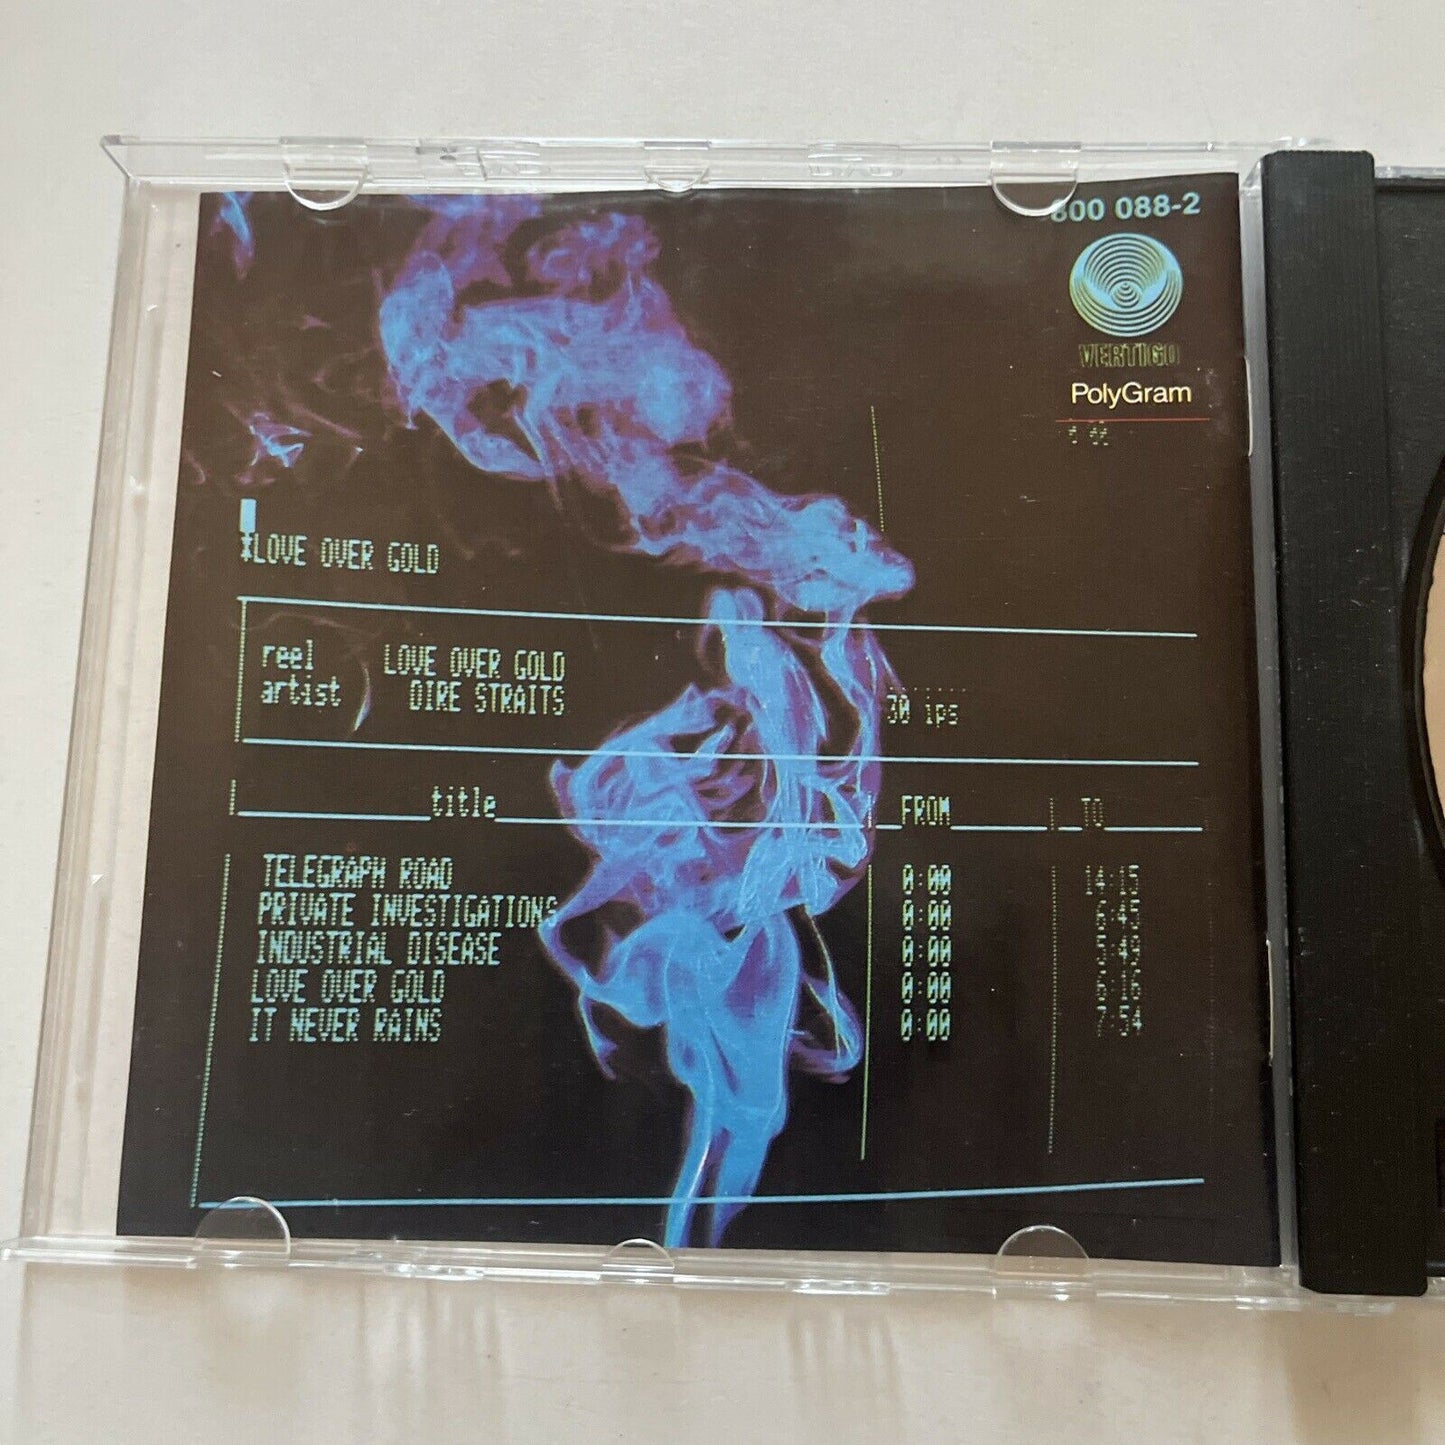 800 088-2
VERTIGO
PolyGram
*LOVE OVER GOLD
reel LOVE OVER GOLD
artist DIRE STRAITS 30 ips
title FROM TO
TELEGRAPH ROAD 0:00 14:15
PRIVATE INVESTIGATIONS 0:00 6:45
INDUSTRIAL DISEASE 0:00 5:49
LOVE OVER GOLD 0:00 6:16
IT NEVER RAINS 0:00 7:54